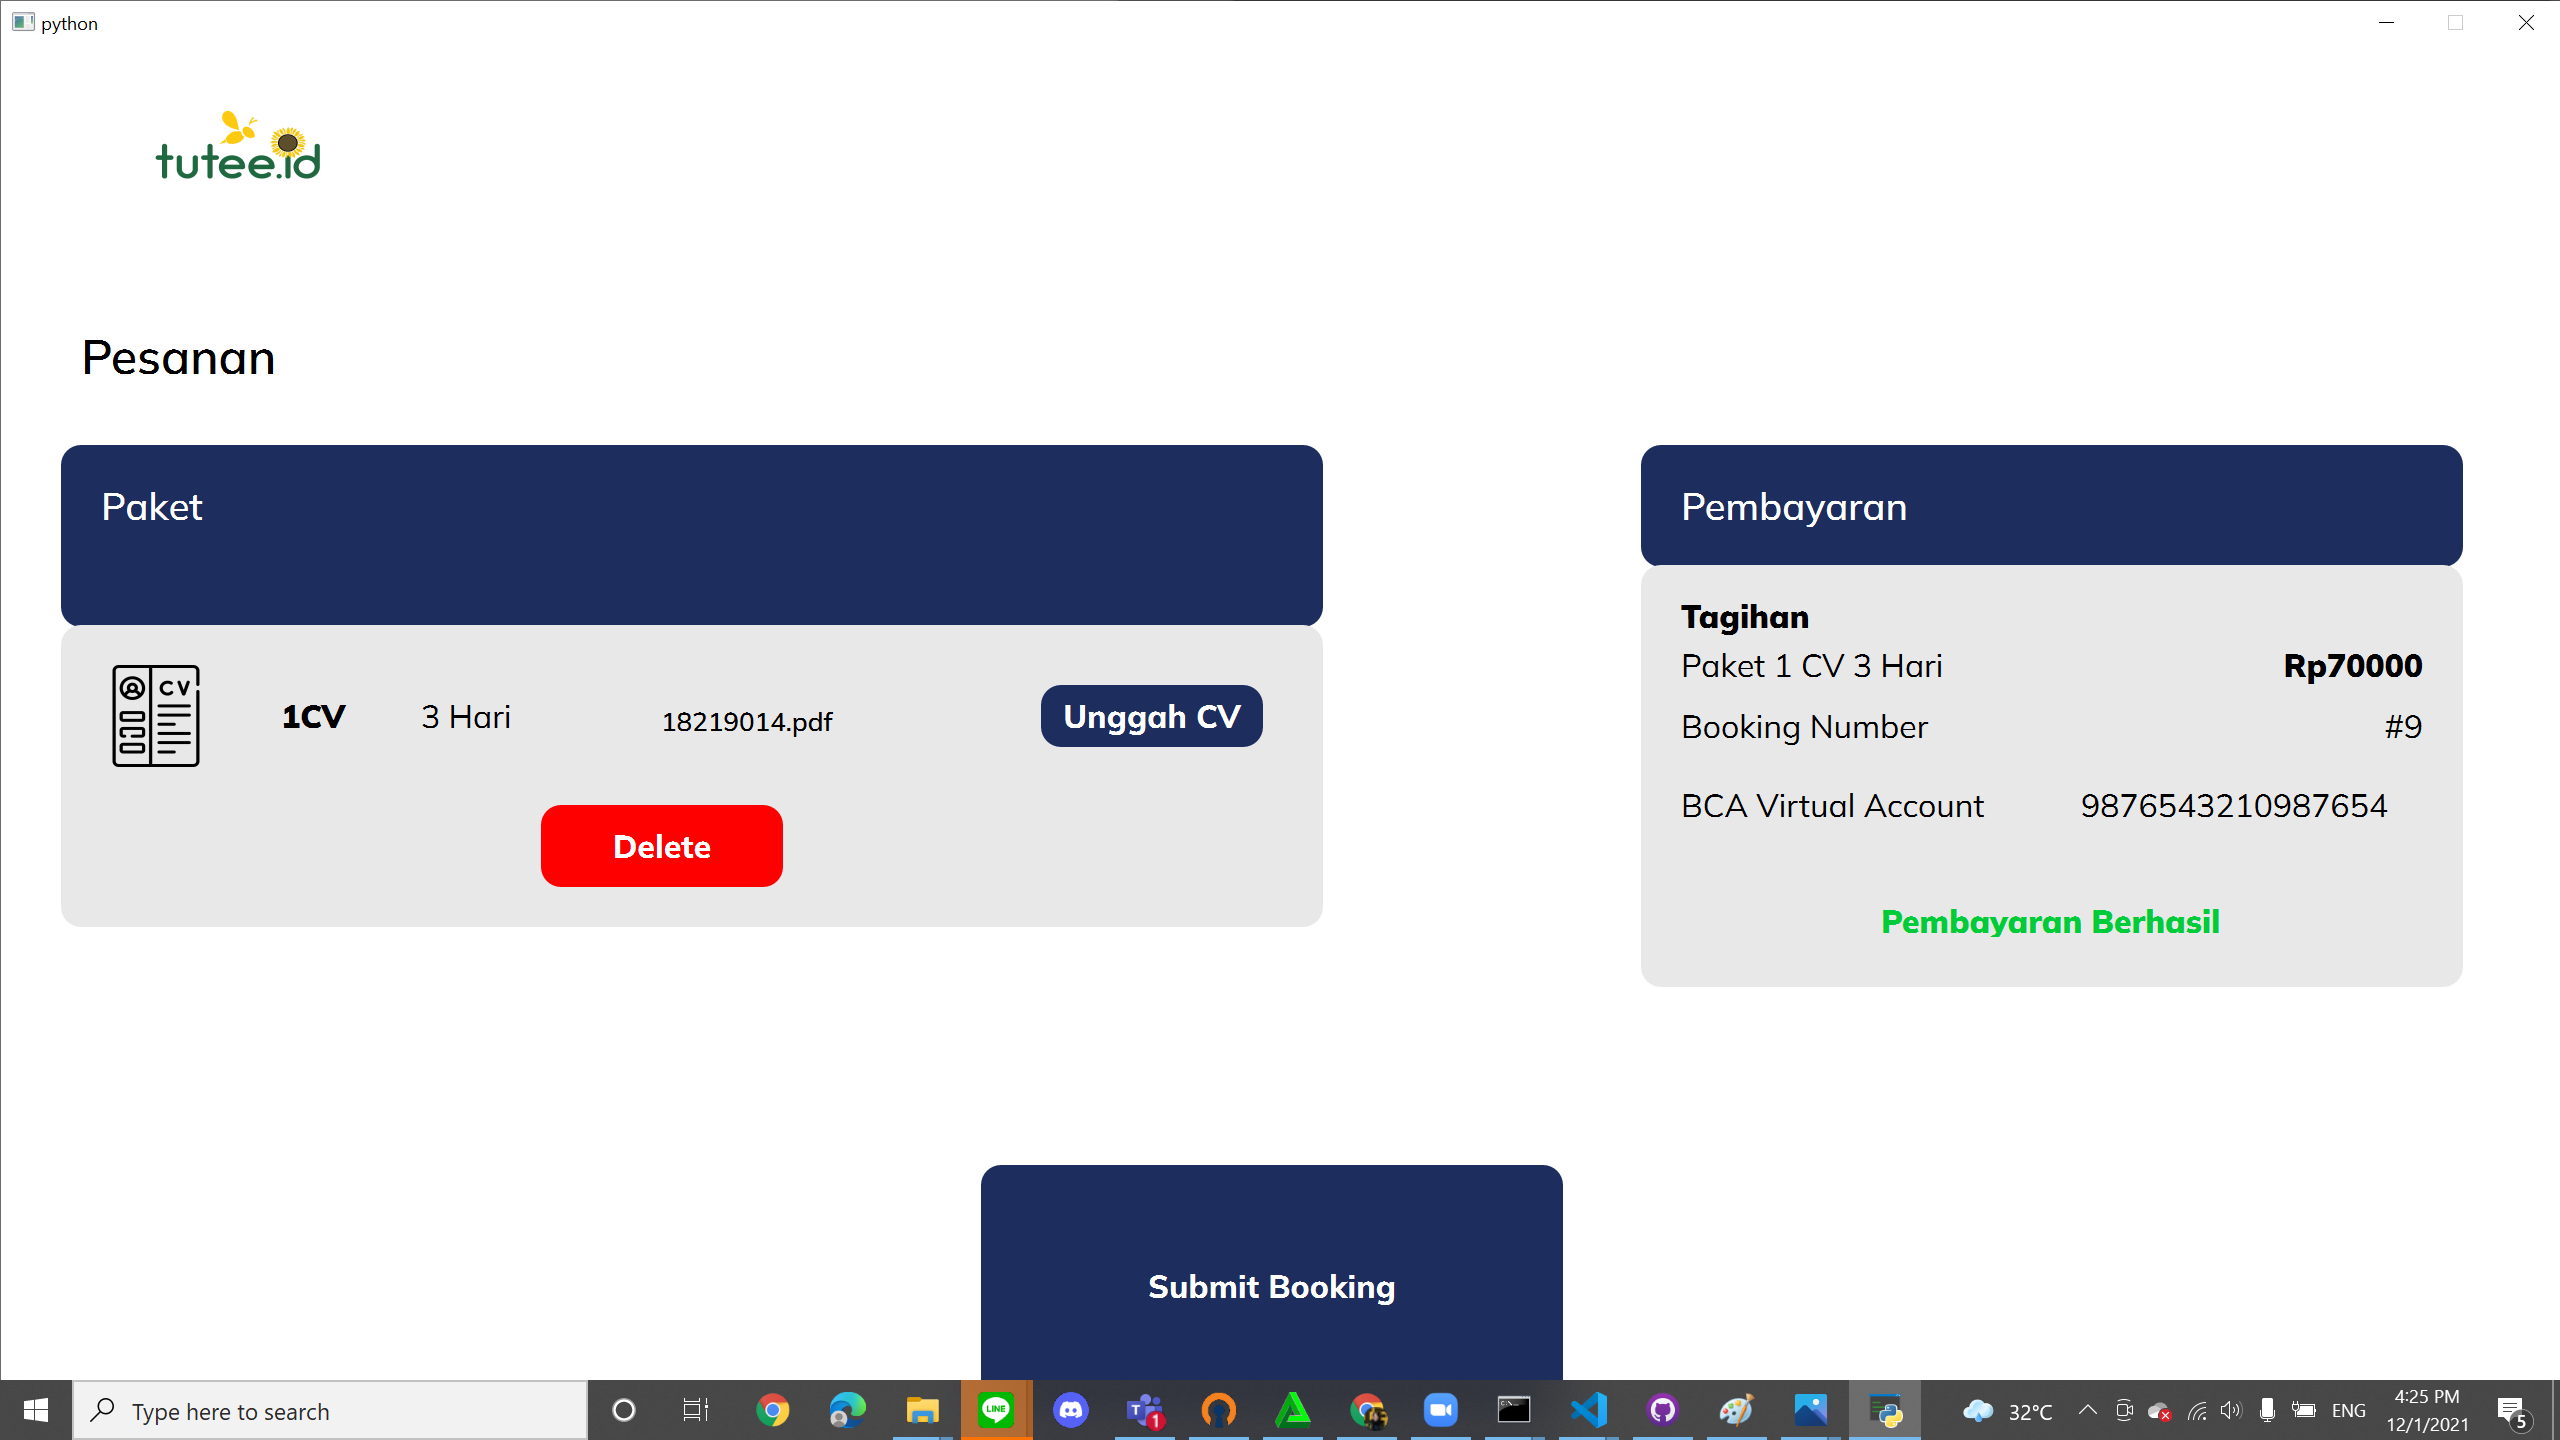 python
tutee.id
Pesanan
Paket
CV
1CV
3 Hari
18219014.pdf
Unggah CV
Delete
Pembayaran
Tagihan
Paket 1 CV 3 Hari
Rp70000
Booking Number
#9
BCA Virtual Account
9876543210987654
Pembayaran Berhasil
Submit Booking
Type here to search
LINE
T
1
32°C
ENG
4:25 PM
12/1/2021
5